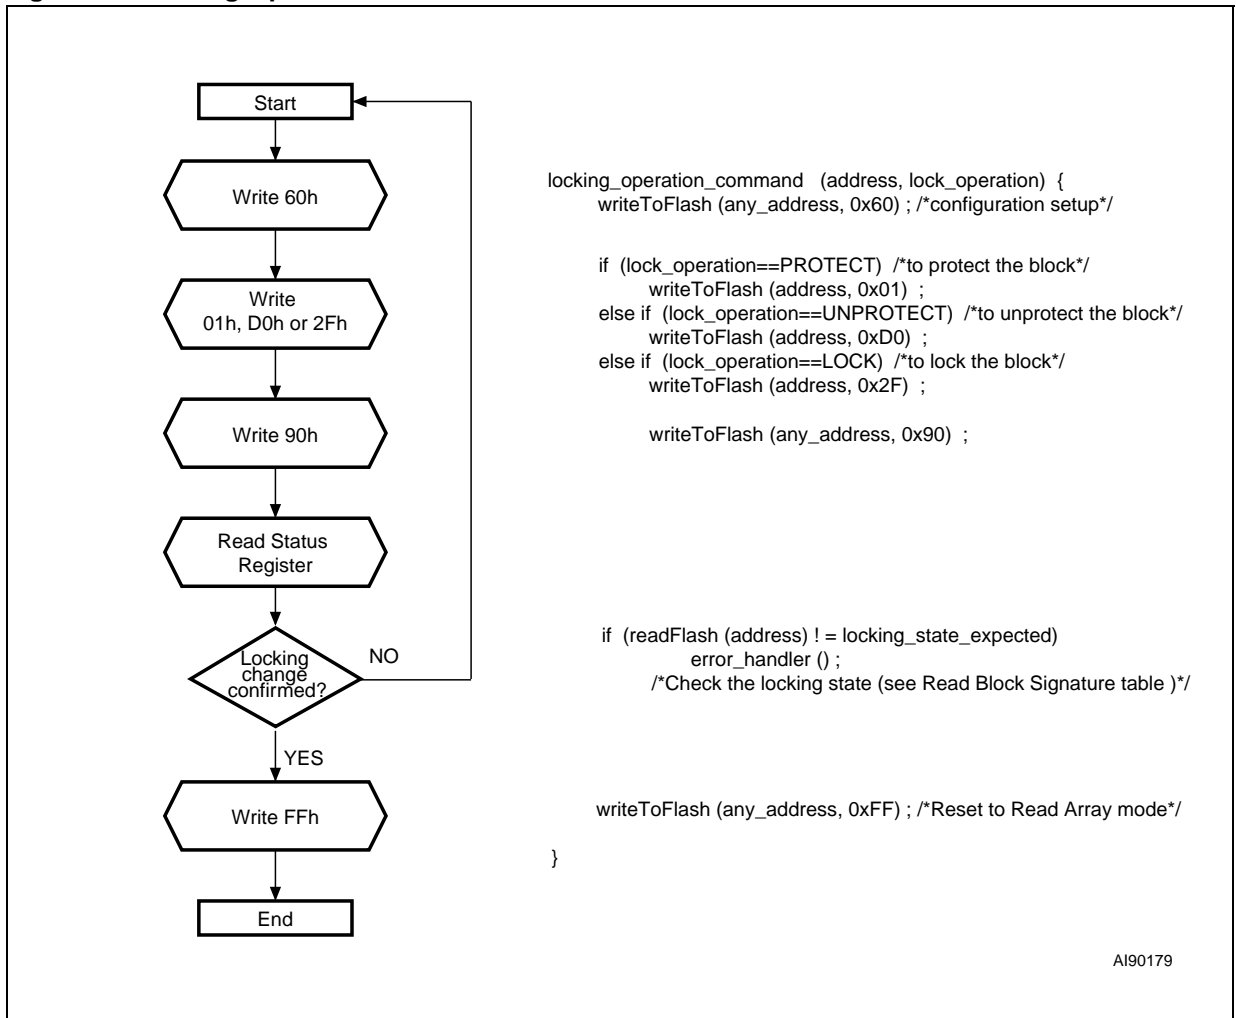 Start
Write 60h
locking_operation_command (address, lock_operation) {
writeToFlash (any_address, 0x60) ; /*configuration setup*/
Write
01h, D0h or 2Fh
if (lock_operation==PROTECT) /*to protect the block*/
writeToFlash (address, 0x01) ;
else if (lock_operation==UNPROTECT) /*to unprotect the block*/
writeToFlash (address, 0xD0) ;
else if (lock_operation==LOCK) /*to lock the block*/
writeToFlash (address, 0x2F) ;
Write 90h
writeToFlash (any_address, 0x90) ;
Read Status
Register
Locking
change
confirmed?
NO
if (readFlash (address) ! = locking_state_expected)
error_handler () ;
/*Check the locking state (see Read Block Signature table )*/
YES
Write FFh
writeToFlash (any_address, 0xFF) ; /*Reset to Read Array mode*/
}
End
AI90179